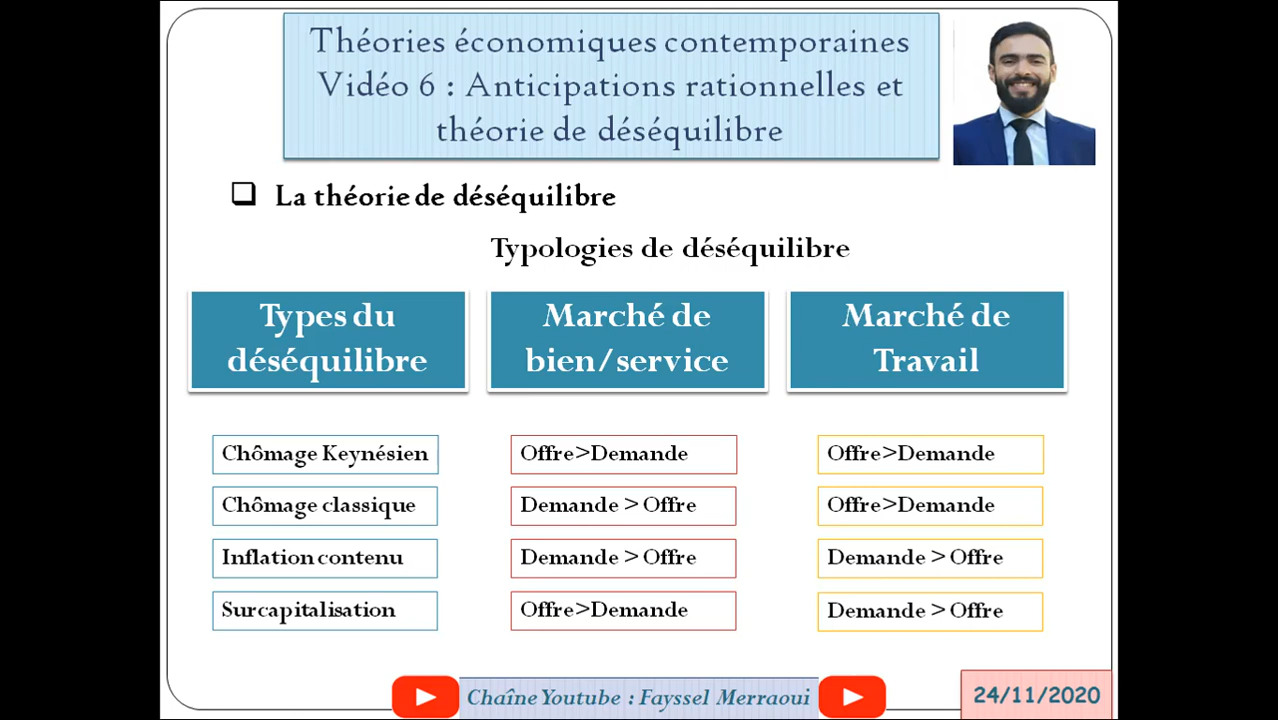 Théories économiques contemporaines
Vidéo 6 : Anticipations rationnelles et
théorie de déséquilibre
La théorie de déséquilibre
Typologies de déséquilibre
Types du
déséquilibre
Marché de
bien/service
Marché de
Travail
Chômage Keynésien
Offre>Demande
Offre>Demande
Chômage classique
Demande > Offre
Offre>Demande
Inflation contenu
Demande > Offre
Demande > Offre
Surcapitalisation
Offre>Demande
Demande > Offre
Chaîne Youtube : Fayssel Merraoui
24/11/2020